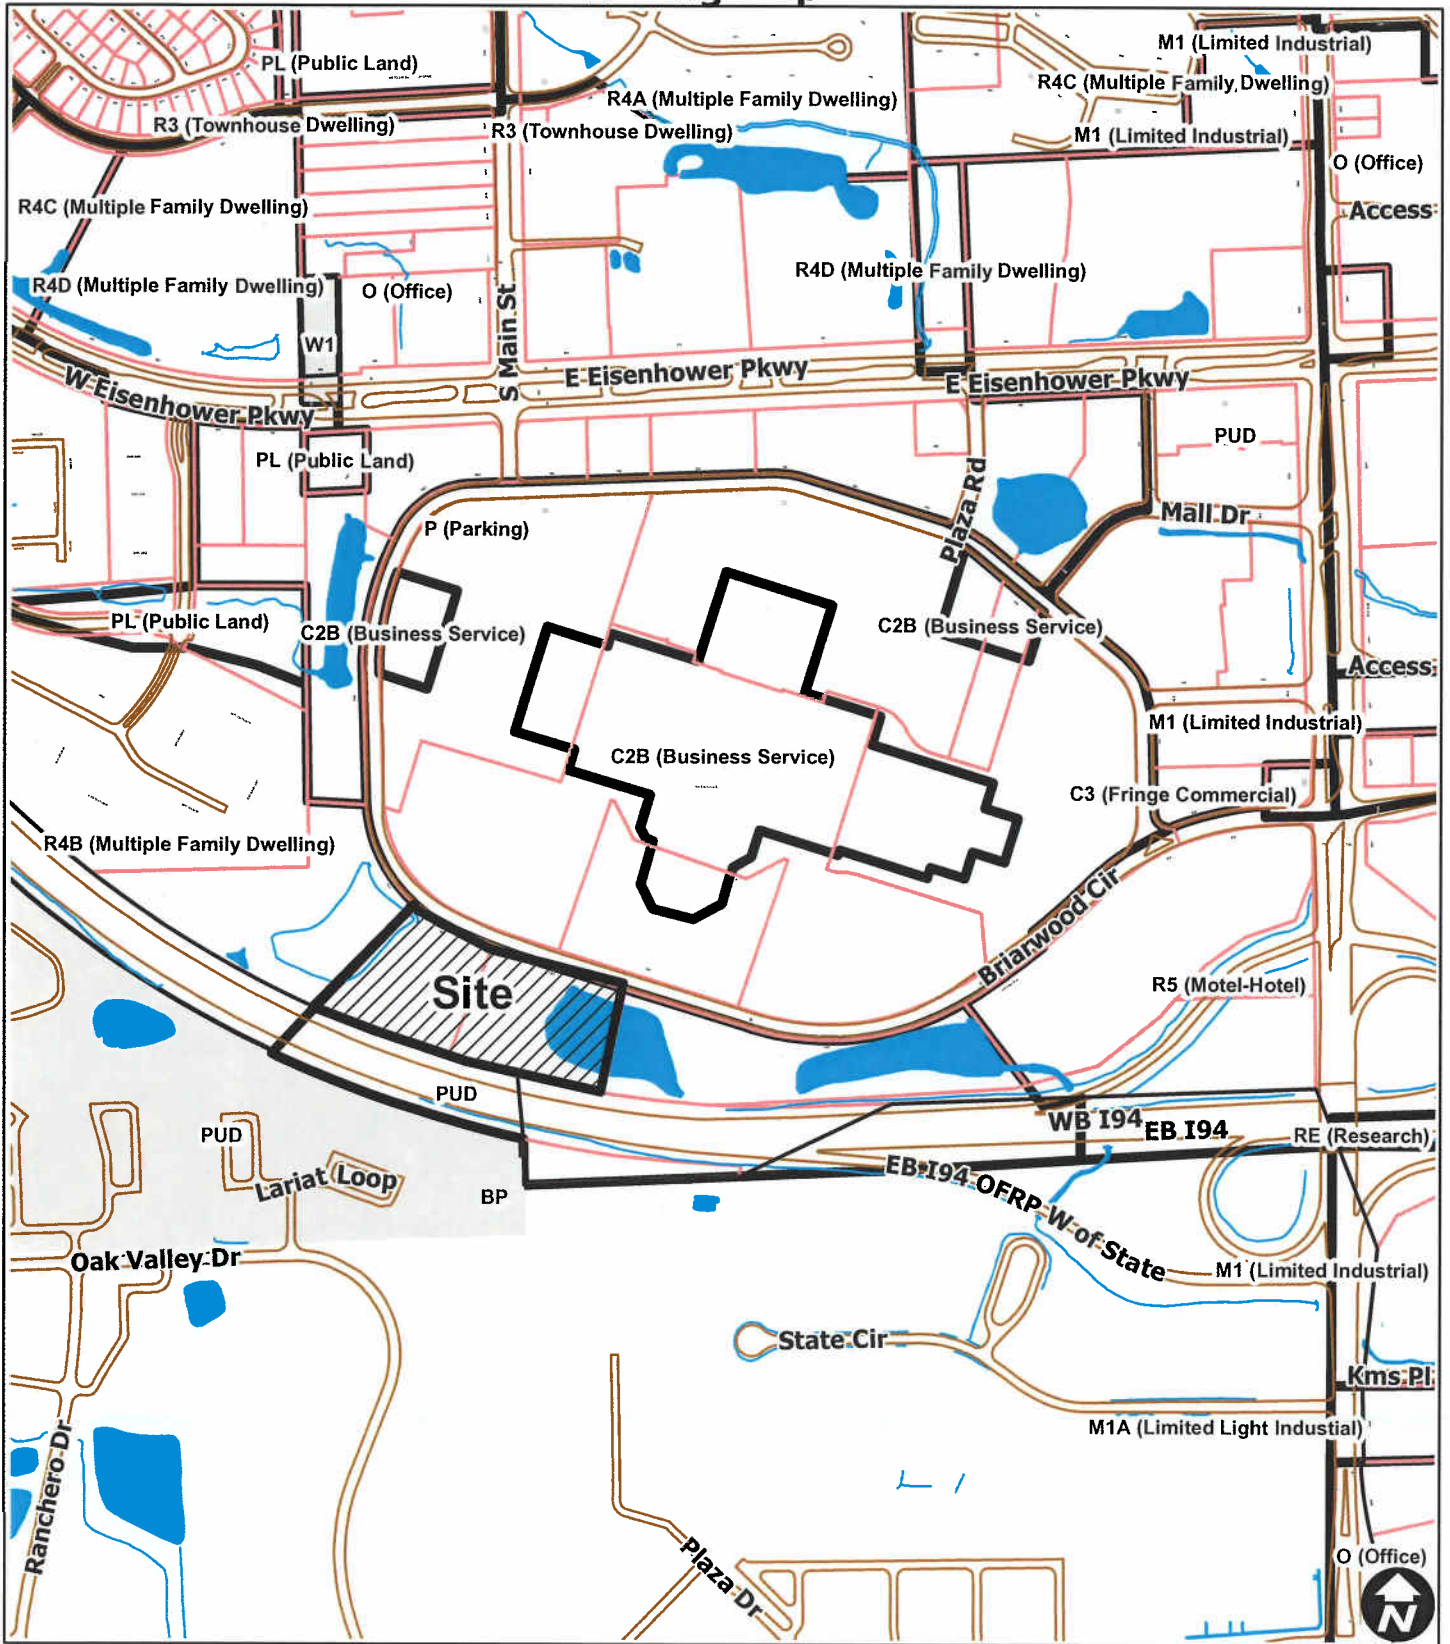 M1 (Limited Industrial)
PL (Public Land)
R4C (Multiple Family Dwelling)
R4A (Multiple Family Dwelling)
R3 (Townhouse Dwelling)
R3 (Townhouse Dwelling)
M1 (Limited Industrial)
O (Office)
R4C (Multiple Family Dwelling)
Access
R4D (Multiple Family Dwelling)
R4D (Multiple Family Dwelling)
O (Office)
S Main St
W1
W Eisenhower Pkwy
E Eisenhower Pkwy
E Eisenhower Pkwy
PUD
PL (Public Land)
Plaza Rd
Mall Dr
P (Parking)
PL (Public Land)
C2B (Business Service)
C2B (Business Service)
Access
M1 (Limited Industrial)
C2B (Business Service)
C3 (Fringe Commercial)
R4B (Multiple Family Dwelling)
Briarwood Cir
Site
R5 (Motel-Hotel)
PUD
WB I94
EB I94
PUD
RE (Research)
Lariat Loop
EB I94 OFRP W of State
BP
Oak Valley Dr
M1 (Limited Industrial)
State Cir
Kms Pl
M1A (Limited Light Industial)
Ranchero Dr
Plaza Dr
O (Office)
N